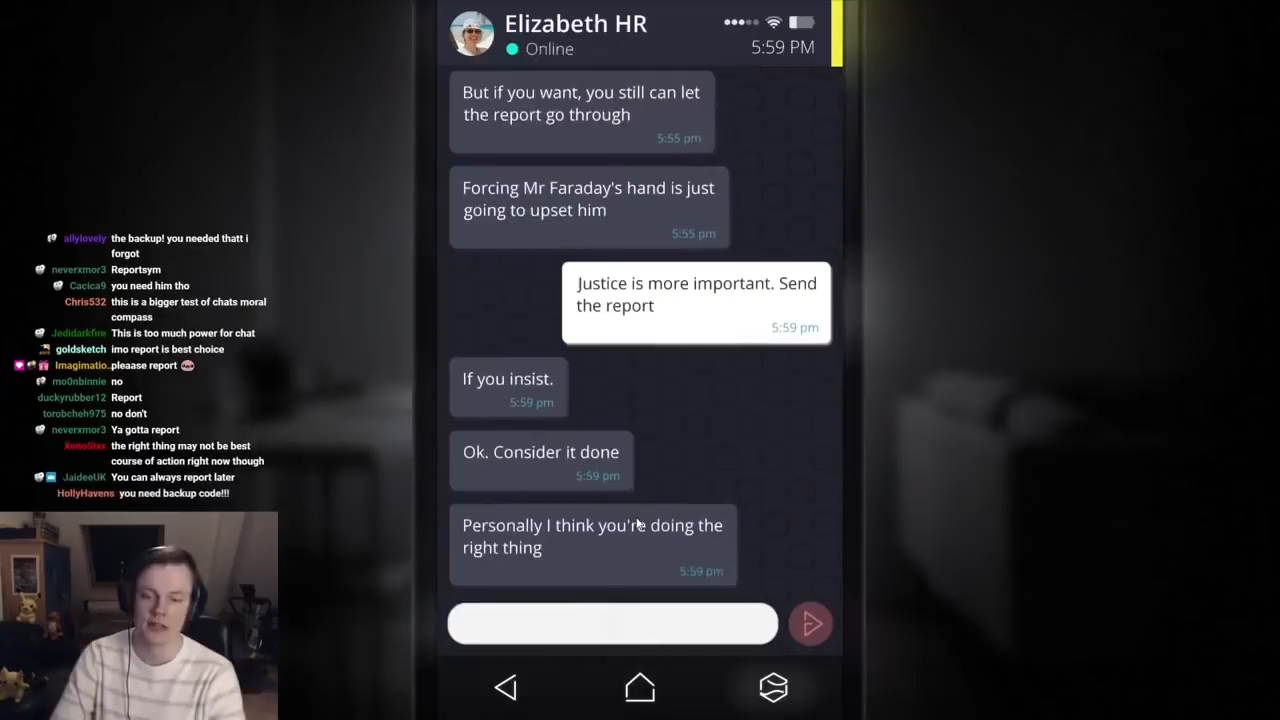 Elizabeth HR
Online
5:59 PM
But if you want, you still can let
the report go through
5:55 pm
Forcing Mr Faraday's hand is just
going to upset him
5:55 pm
Justice is more important. Send
the report
5:59 pm
If you insist.
5:59 pm
Ok. Consider it done
5:59 pm
Personally I think you're doing the
right thing
5:59 pm
allylovely the backup! you needed thatt i
forgot
neverxmor3 Reportsym
Cacica9 you need him tho
Chris532 this is a bigger test of chats moral
compass
Jedidarkfire This is too much power for chat
goldsketch imo report is best choice
Imagimatio.. pleaase report
mo0nbinnie no
duckyrubber12 Report
torobcheh975 no don't
neverxmor3 Ya gotta report
XenoSixx the right thing may not be best
course of action right now though
JaideeUK You can always report later
HollyHavens you need backup code!!!